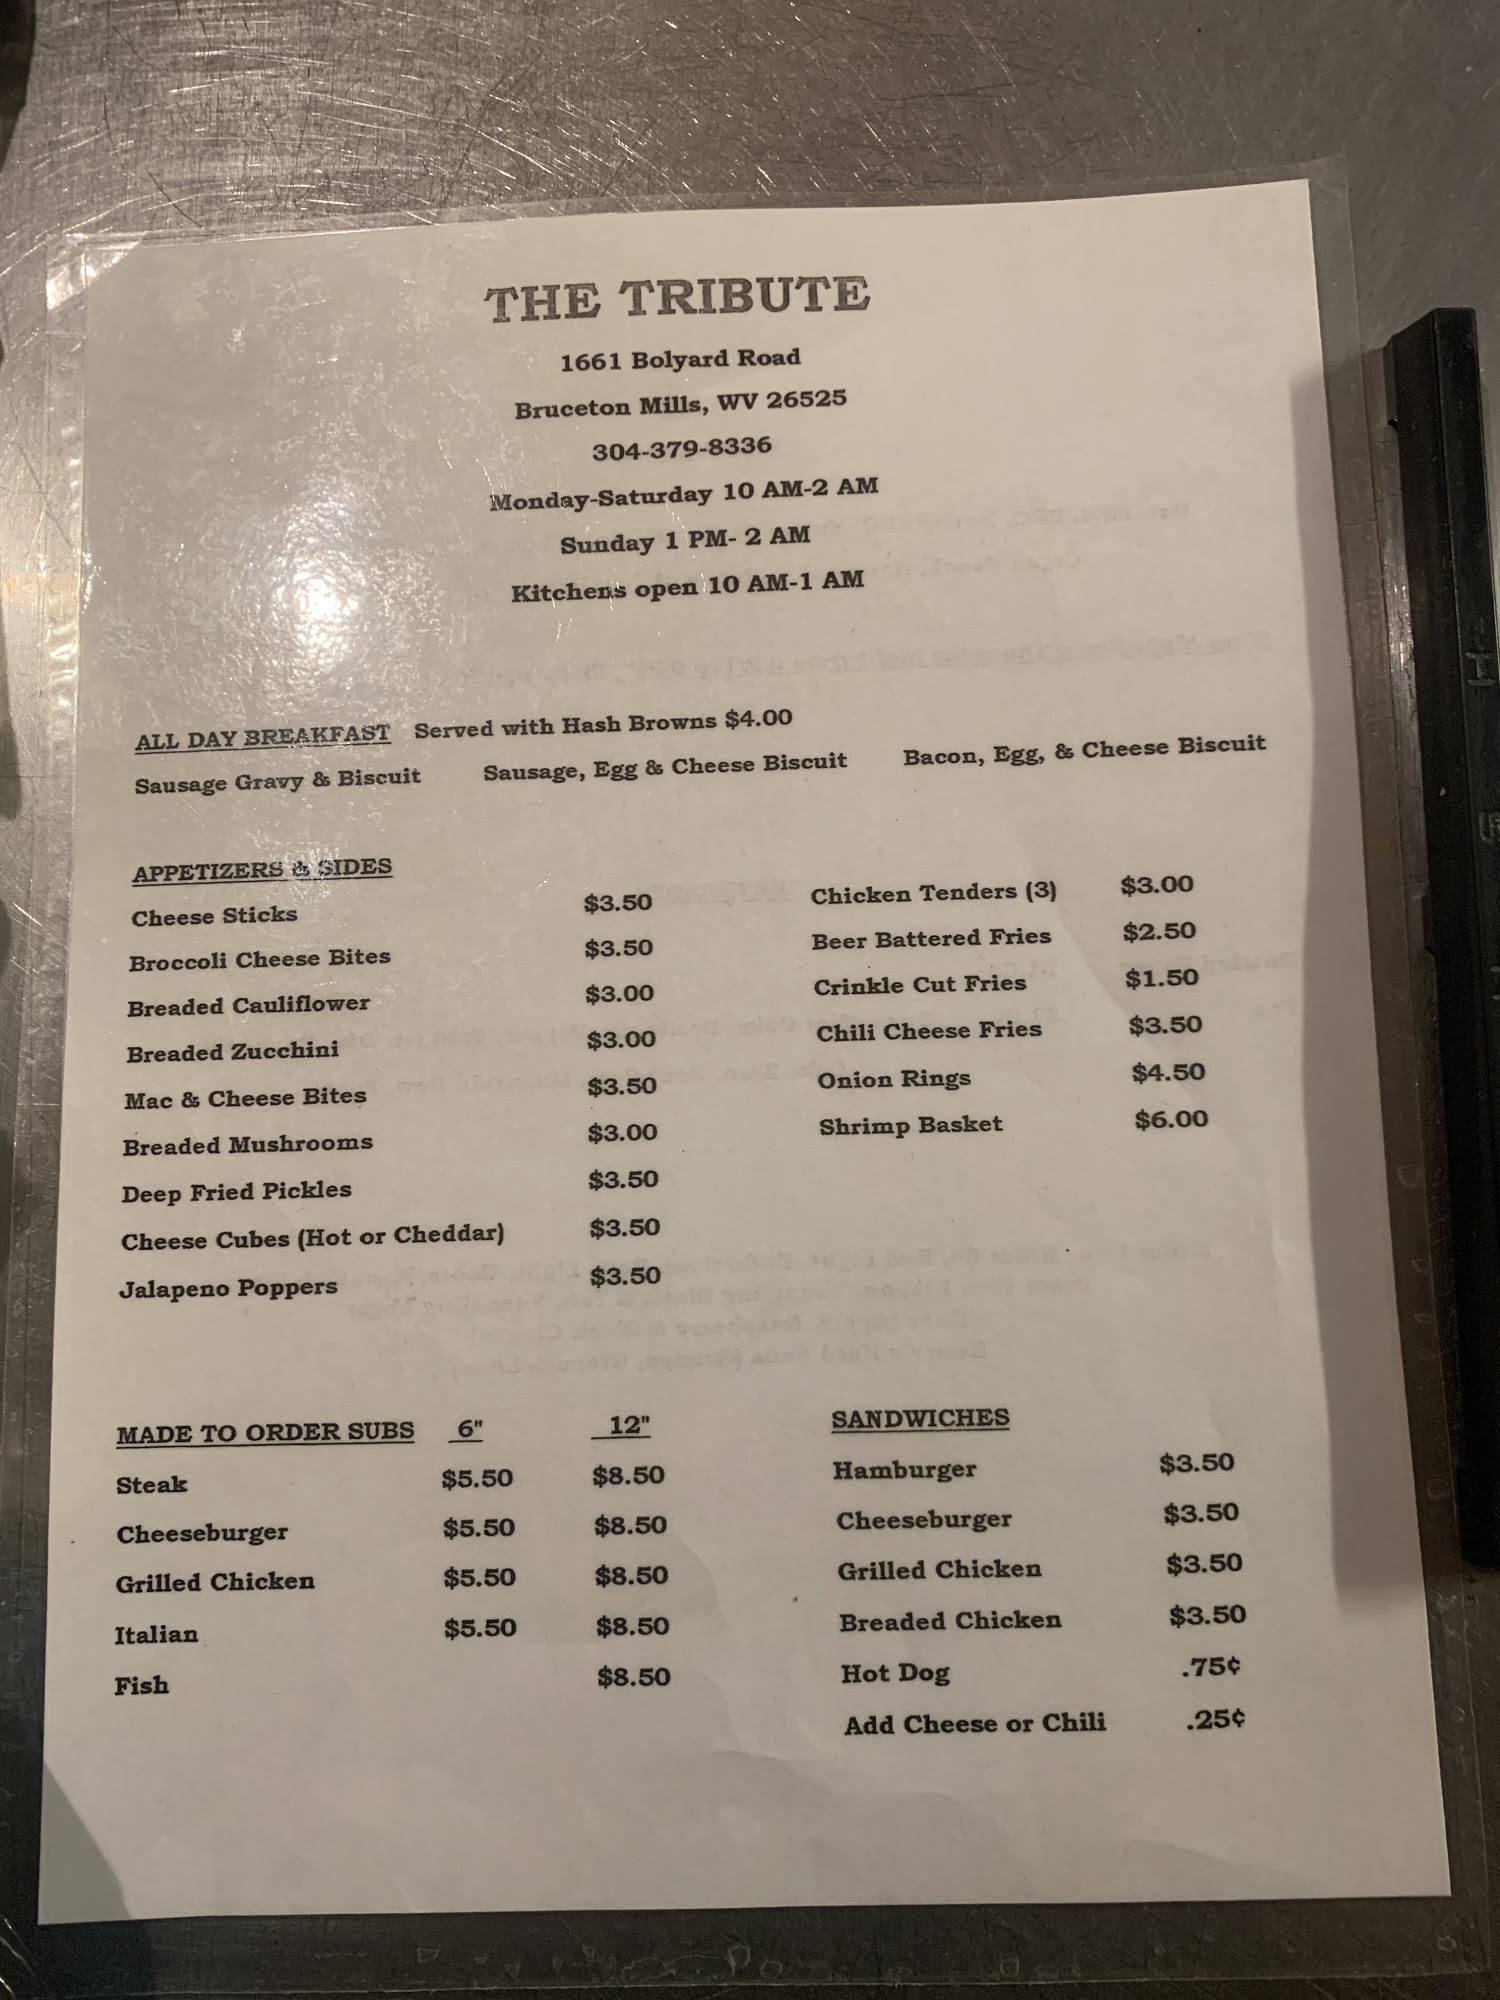 THE TRIBUTE
1661 Bolyard Road
Bruceton Mills, WV 26525
304-379-8336
Monday-Saturday 10 AM-2 AM
Sunday 1 PM- 2 AM
Kitchens open 10 AM-1 AM
ALL DAY BREAKFAST Served with Hash Browns $4.00
Sausage Gravy & Biscuit Sausage, Egg & Cheese Biscuit Bacon, Egg, & Cheese Biscuit
APPETIZERS & SIDES
Cheese Sticks $3.50
Broccoli Cheese Bites $3.50
Breaded Cauliflower $3.00
Breaded Zucchini $3.00
Mac & Cheese Bites $3.50
Breaded Mushrooms $3.00
Deep Fried Pickles $3.50
Cheese Cubes (Hot or Cheddar) $3.50
Jalapeno Poppers $3.50
Chicken Tenders (3) $3.00
Beer Battered Fries $2.50
Crinkle Cut Fries $1.50
Chili Cheese Fries $3.50
Onion Rings $4.50
Shrimp Basket $6.00
MADE TO ORDER SUBS 6" 12"
Steak $5.50 $8.50
Cheeseburger $5.50 $8.50
Grilled Chicken $5.50 $8.50
Italian $5.50 $8.50
Fish $8.50
SANDWICHES
Hamburger $3.50
Cheeseburger $3.50
Grilled Chicken $3.50
Breaded Chicken $3.50
Hot Dog .75¢
Add Cheese or Chili .25¢